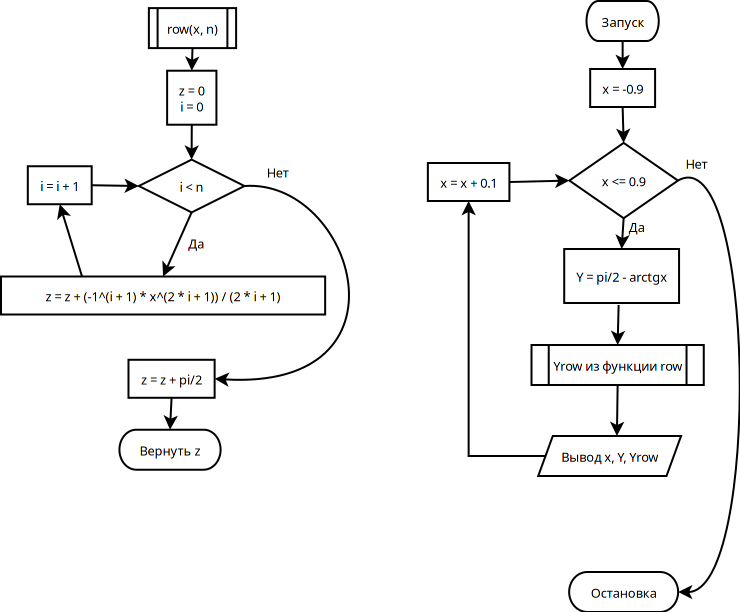 row(x, n)
z = 0
i = 0
i = i + 1
i < n
Нет
Да
z = z + (-1^(i + 1) * x^(2 * i + 1)) / (2 * i + 1)
z = z + pi/2
Вернуть z
Запуск
x = -0.9
x = x + 0.1
x <= 0.9
Нет
Да
Y = pi/2 - arctgx
Yrow из функции row
Вывод x, Y, Yrow
Остановка